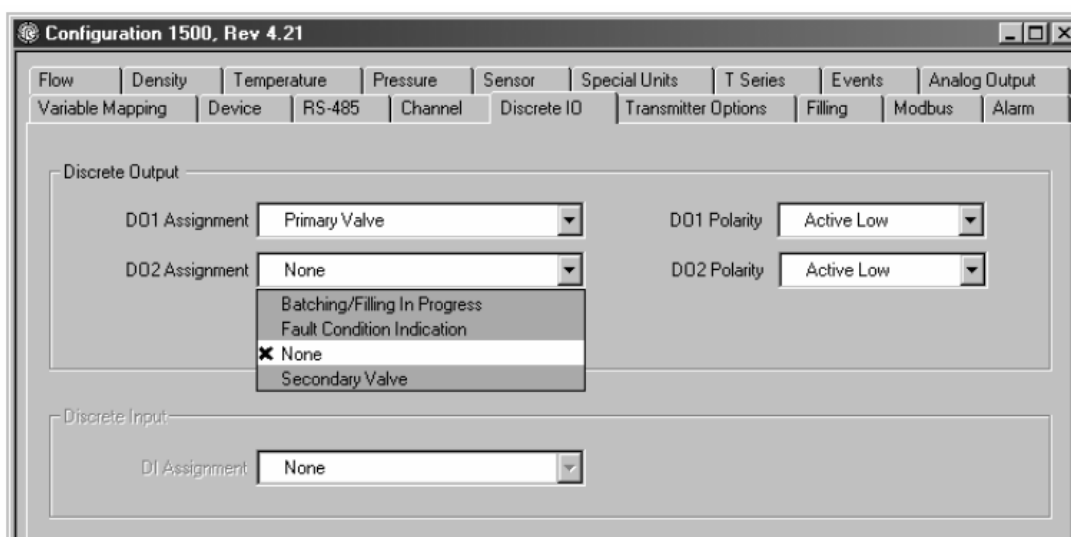 Configuration 1500, Rev 4.21
Flow Density Temperature Pressure Sensor Special Units T Series Events Analog Output
Variable Mapping Device RS-485 Channel Discrete IO Transmitter Options Filling Modbus Alarm
Discrete Output
DO1 Assignment Primary Valve DO1 Polarity Active Low
DO2 Assignment None DO2 Polarity Active Low
Batching/Filling In Progress
Fault Condition Indication
None
Secondary Valve
Discrete Input
DI Assignment None